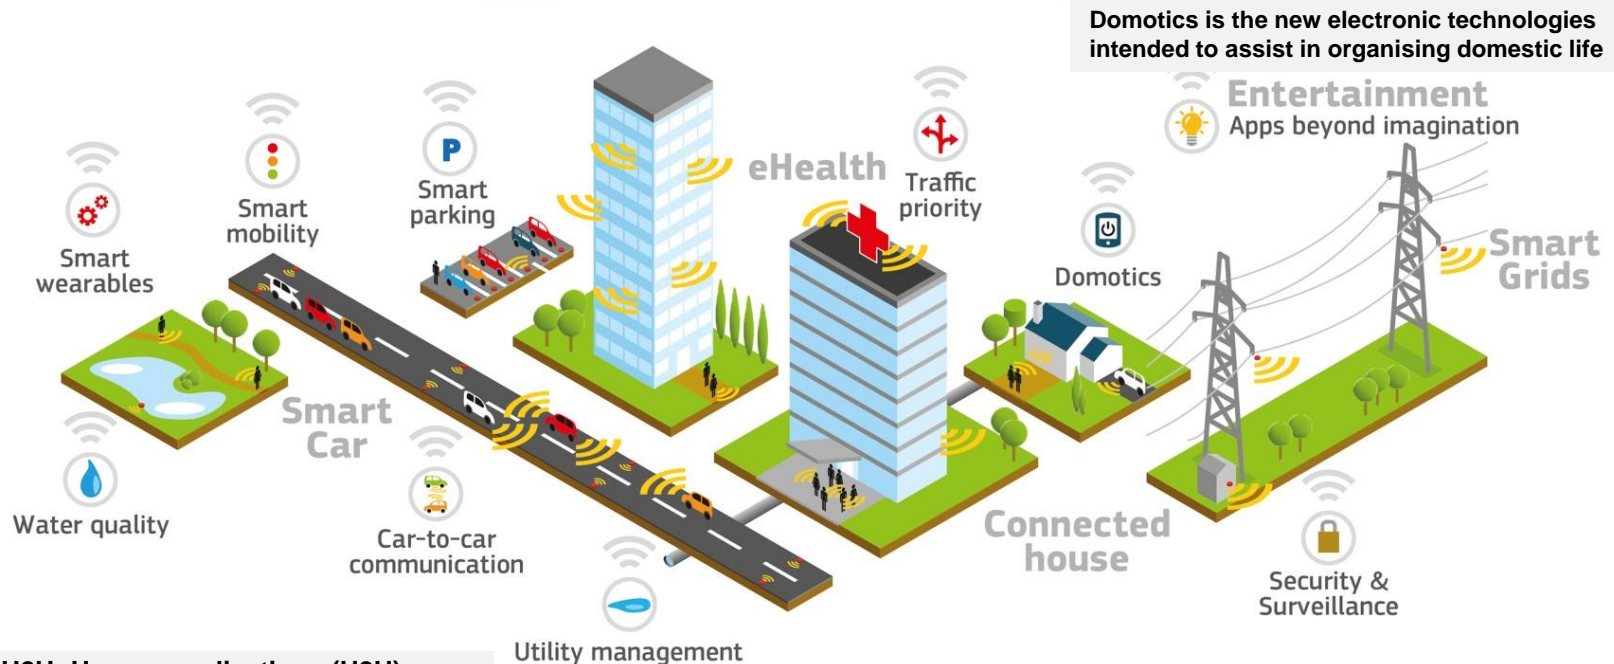 Domotics is the new electronic technologies
intended to assist in organising domestic life
Entertainment
Apps beyond imagination
eHealth
Traffic
priority
Smart
parking
P
Smart
mobility
Smart
wearables
Domotics
Smart
Grids
Smart
Car
Water quality
Car-to-car
communication
Connected
house
Security &
Surveillance
Utility management